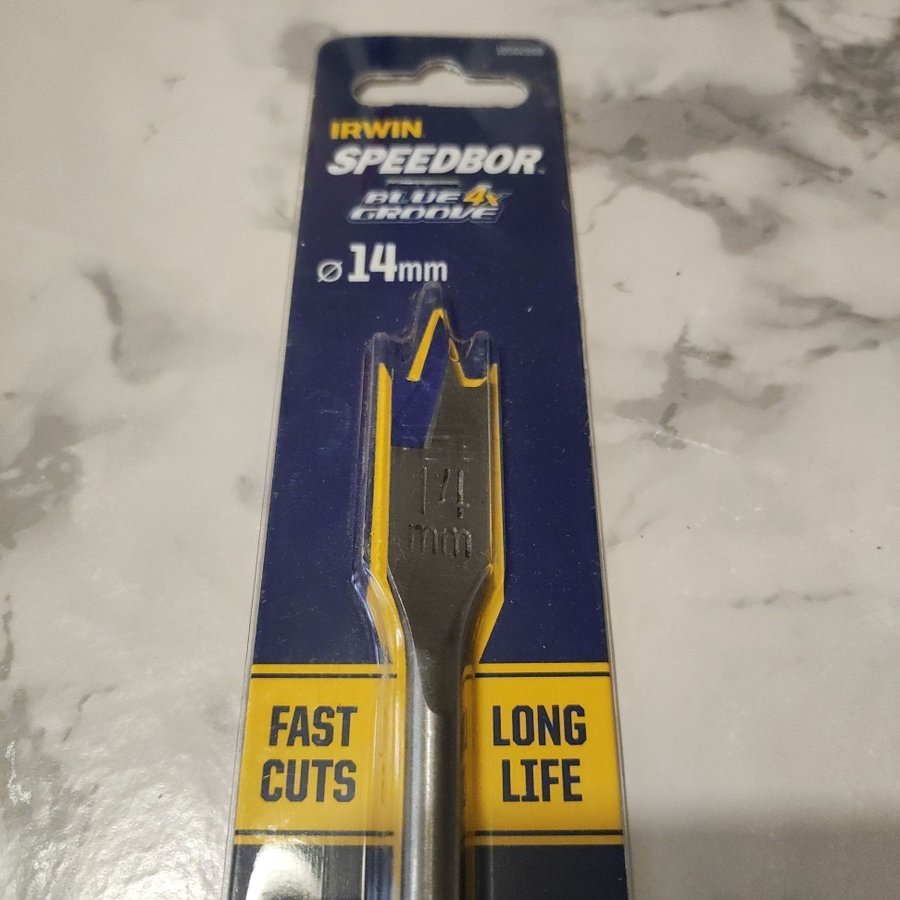 IRWIN
SPEEDBOR
BLUE 4X
GROOVE
Ø 14mm
14
mm
FAST
CUTS
LONG
LIFE